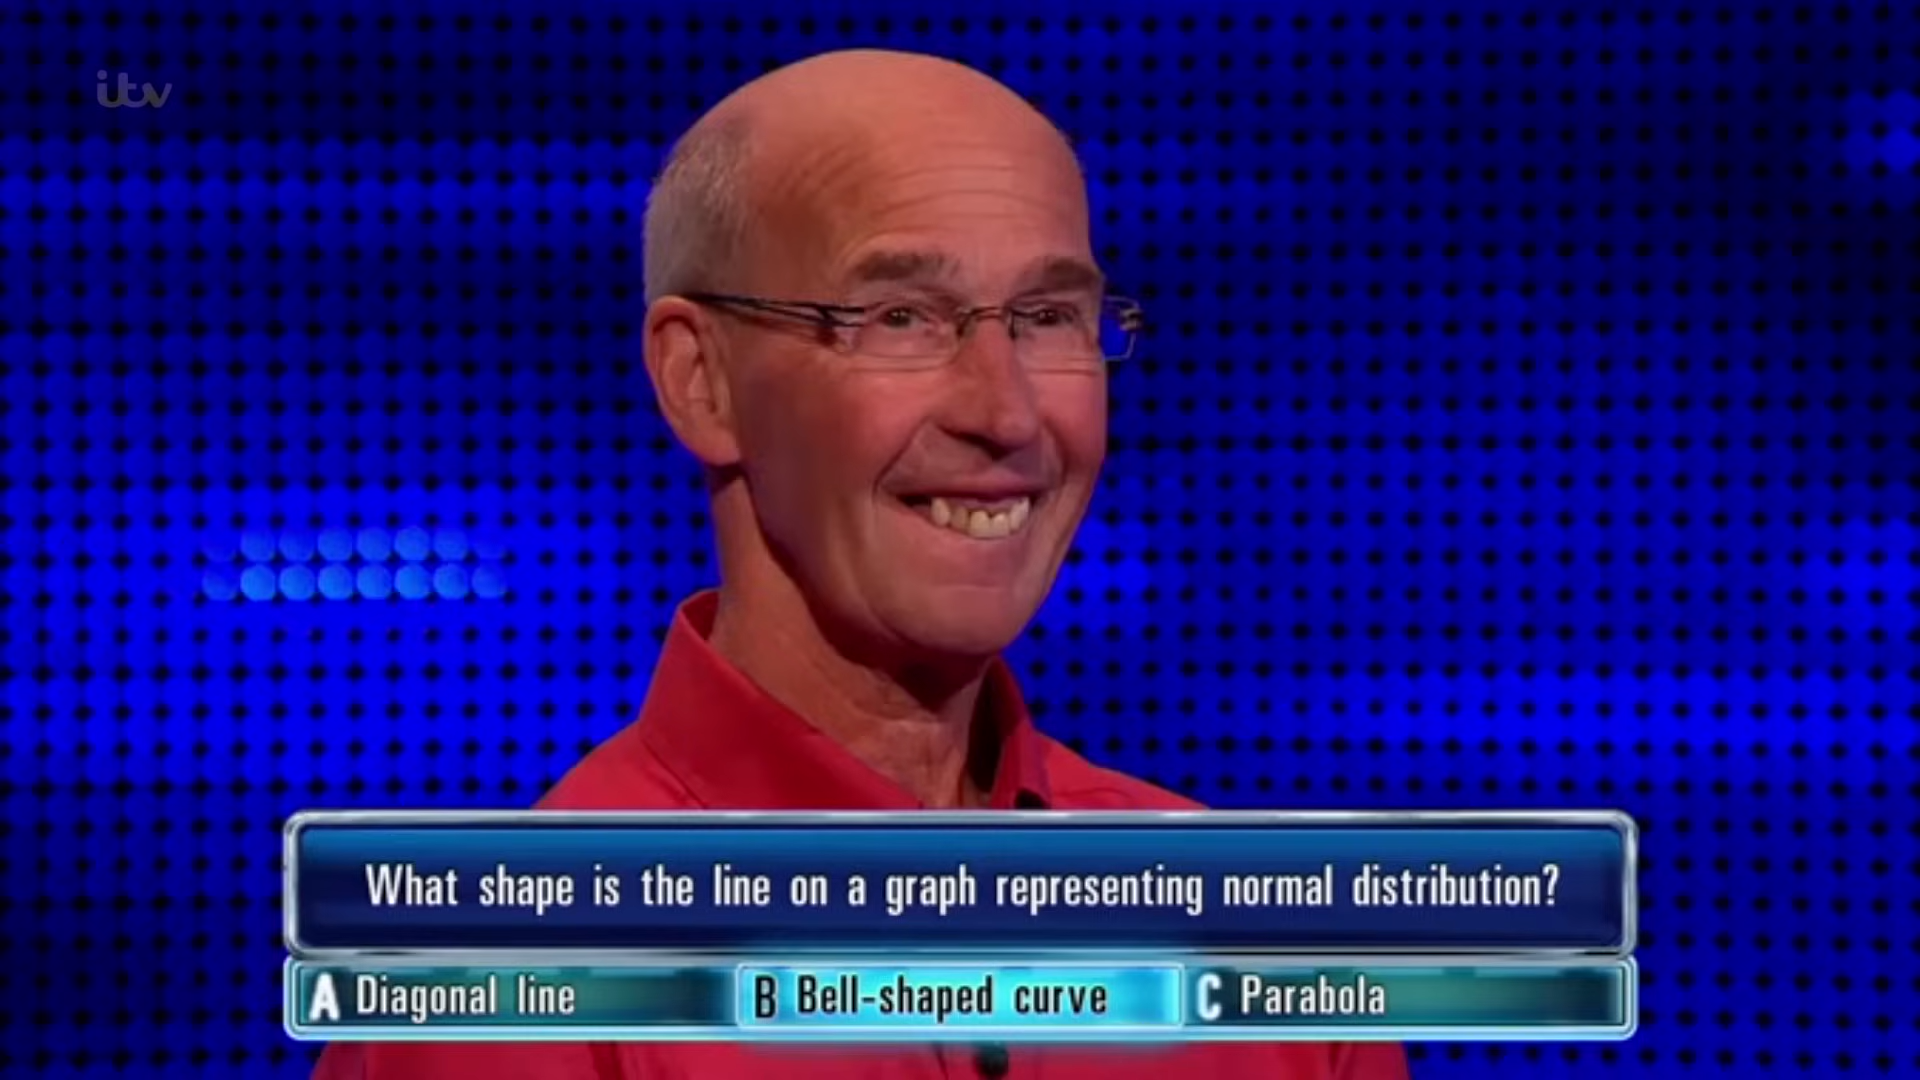 itv
What shape is the line on a graph representing normal distribution?
A Diagonal line
B Bell-shaped curve
C Parabola